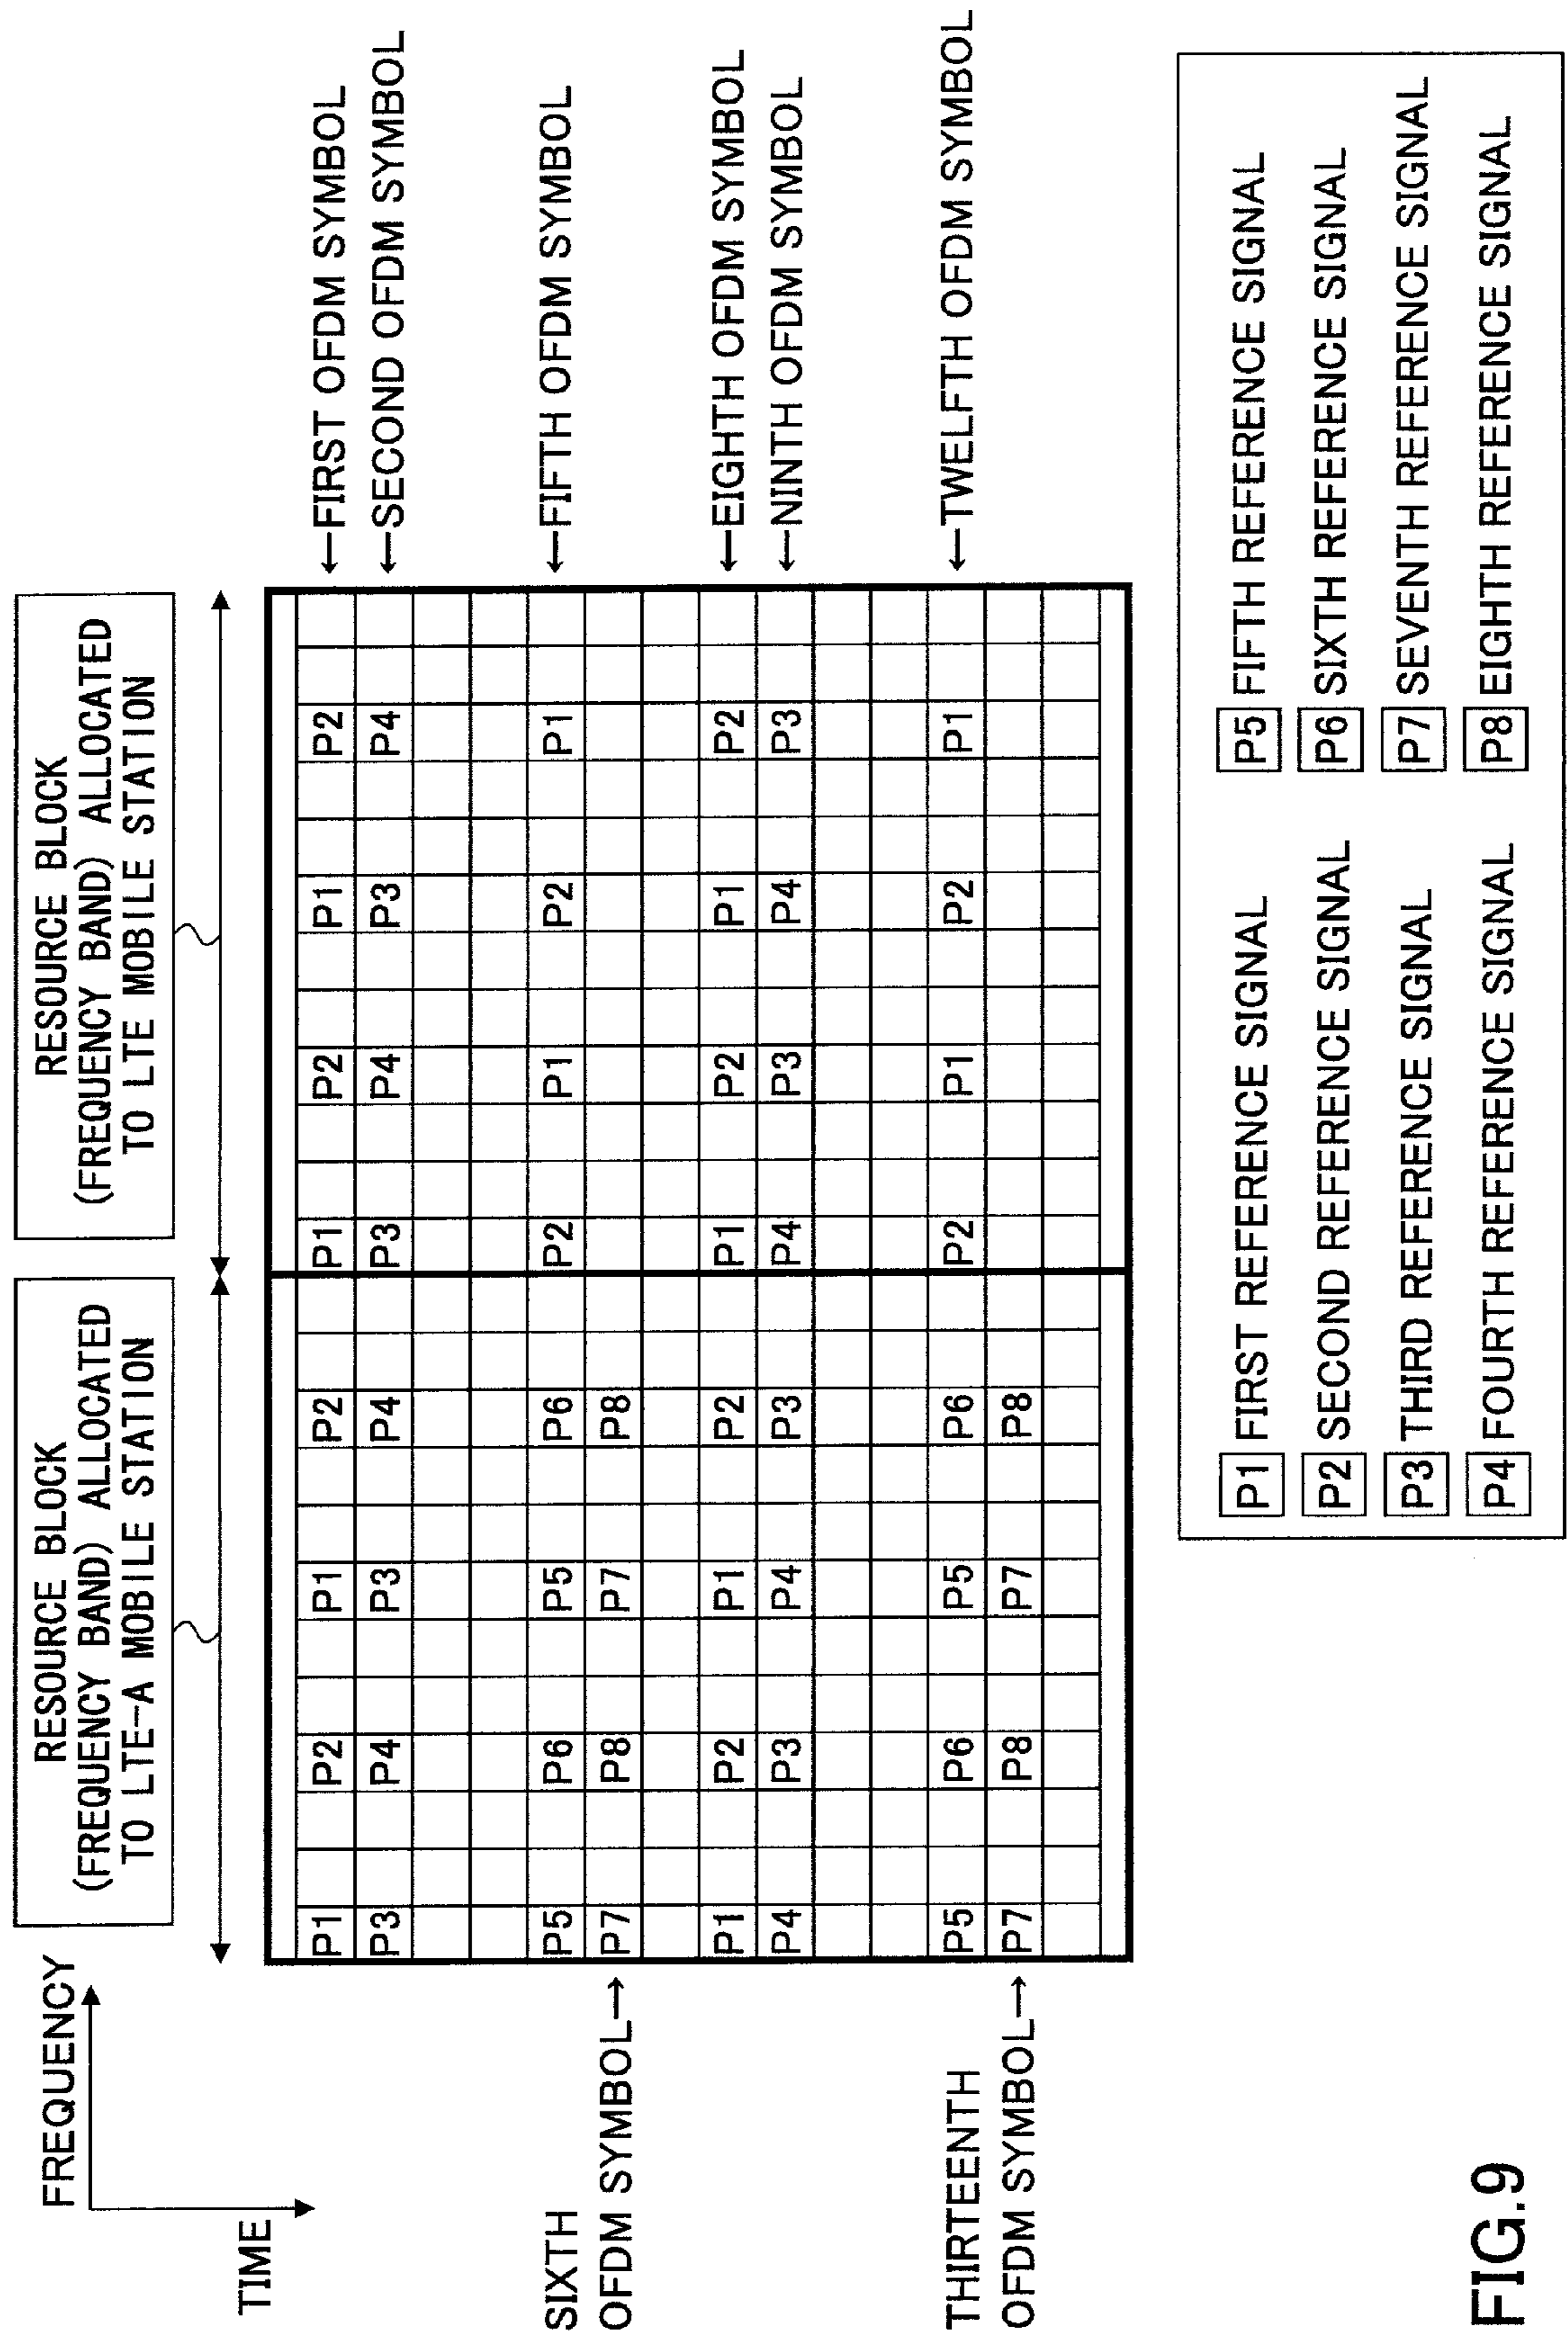 FREQUENCY
TIME
RESOURCE BLOCK
(FREQUENCY BAND) ALLOCATED
TO LTE-A MOBILE STATION
RESOURCE BLOCK
(FREQUENCY BAND) ALLOCATED
TO LTE MOBILE STATION
P1 P2 P1 P2 P1 P2 P1 P2 ←FIRST OFDM SYMBOL
P3 P4 P3 P4 P3 P4 P3 P4 ←SECOND OFDM SYMBOL
P5 P6 P5 P6 P2 P1 P2 P1 ←FIFTH OFDM SYMBOL
SIXTH
OFDM SYMBOL→ P7 P8 P7 P8
P1 P2 P1 P2 P1 P2 P1 P2 ←EIGHTH OFDM SYMBOL
P4 P3 P4 P3 P4 P3 P4 P3 ←NINTH OFDM SYMBOL
P5 P6 P5 P6 P2 P1 P2 P1 ←TWELFTH OFDM SYMBOL
THIRTEENTH
OFDM SYMBOL→ P7 P8 P7 P8
P1 FIRST REFERENCE SIGNAL
P2 SECOND REFERENCE SIGNAL
P3 THIRD REFERENCE SIGNAL
P4 FOURTH REFERENCE SIGNAL
P5 FIFTH REFERENCE SIGNAL
P6 SIXTH REFERENCE SIGNAL
P7 SEVENTH REFERENCE SIGNAL
P8 EIGHTH REFERENCE SIGNAL
FIG.9